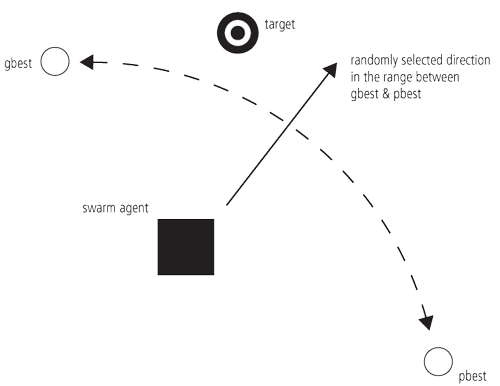 target
gbest
randomly selected direction
in the range between
gbest & pbest
swarm agent
pbest